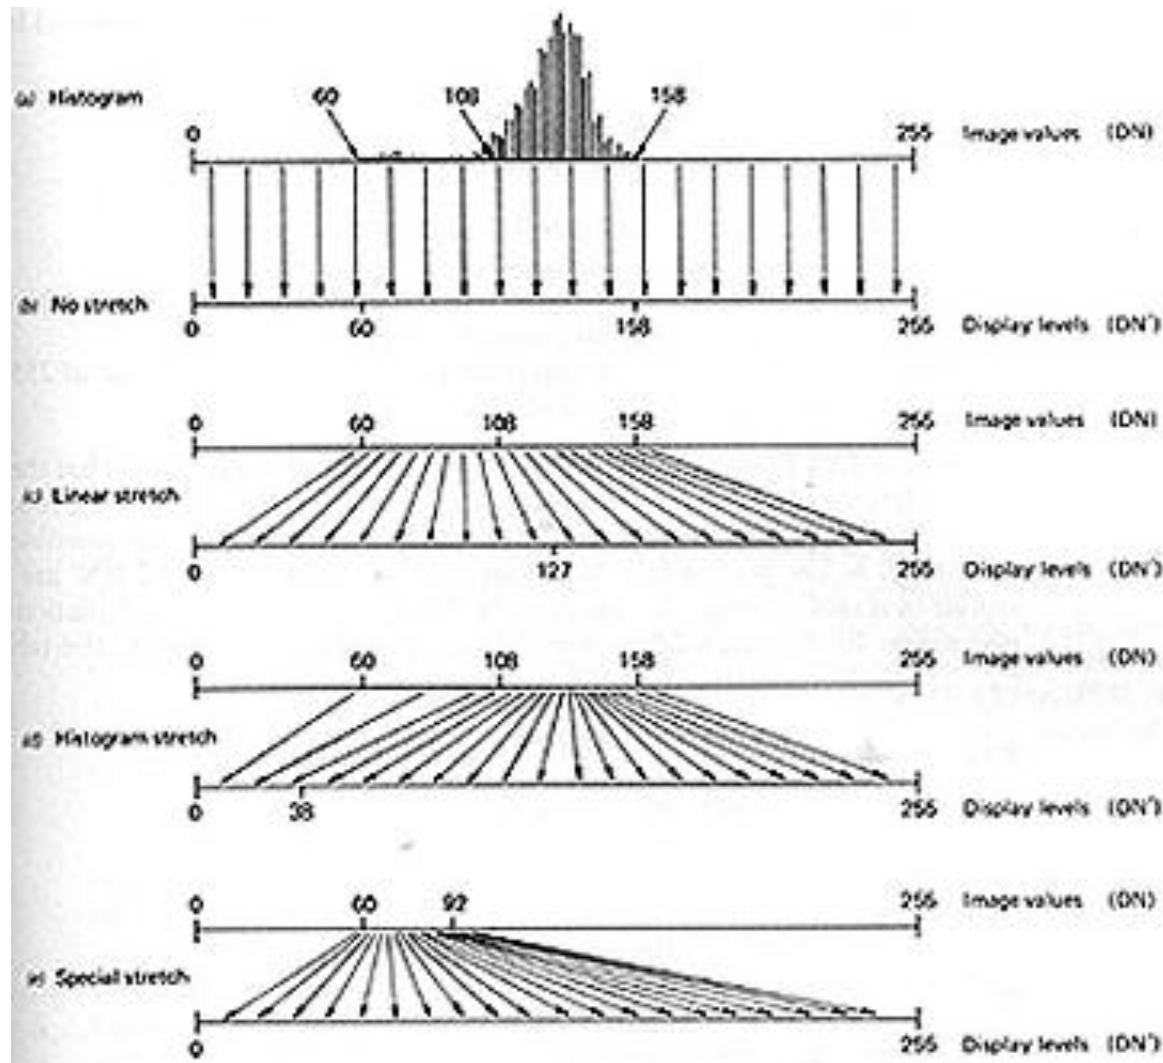 60 108 158
(a) Histogram
0 255 Image values (DN)
(b) No stretch
0 60 158 255 Display levels (DN')
0 60 108 158 255 Image values (DN)
(c) Linear stretch
0 127 255 Display levels (DN')
0 60 108 158 255 Image values (DN)
Histogram stretch
0 38 255 Display levels (DN')
0 60 92 255 Image values (DN)
(e) Special stretch
0 255 Display levels (DN')